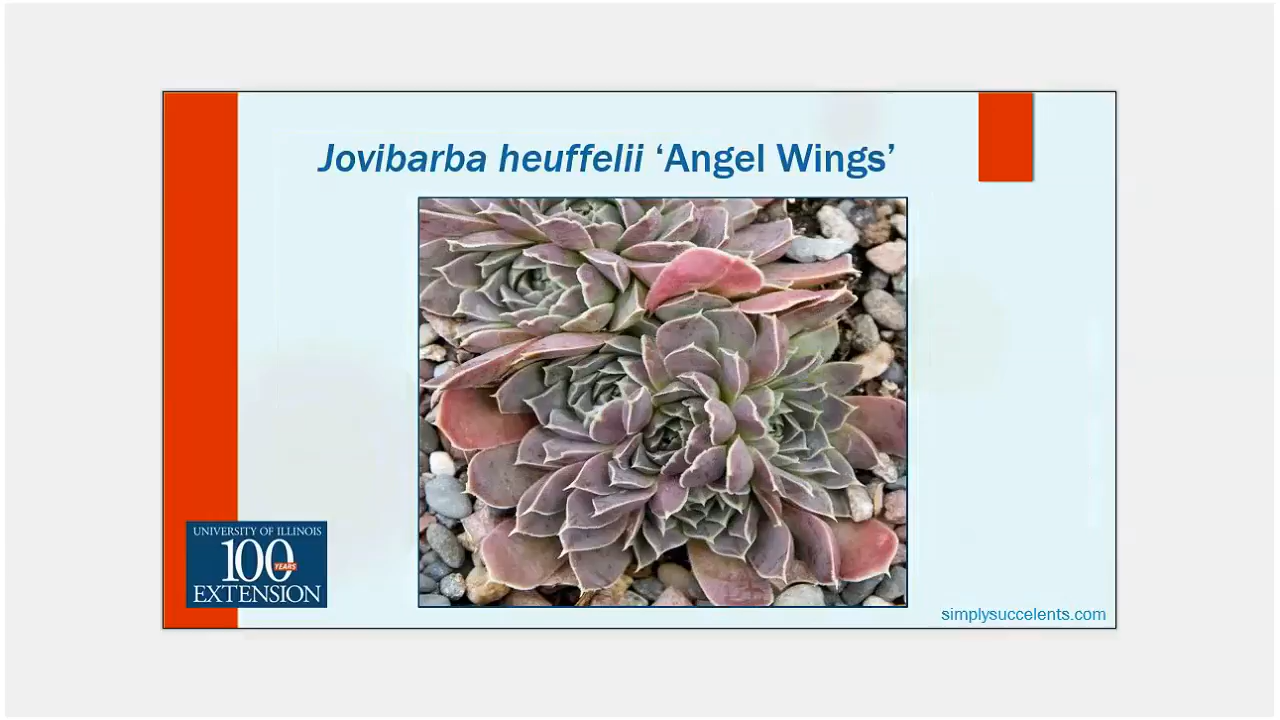 Jovibarba heuffelii ‘Angel Wings’
UNIVERSITY OF ILLINOIS
100
YEARS
EXTENSION
simplysuccelents.com